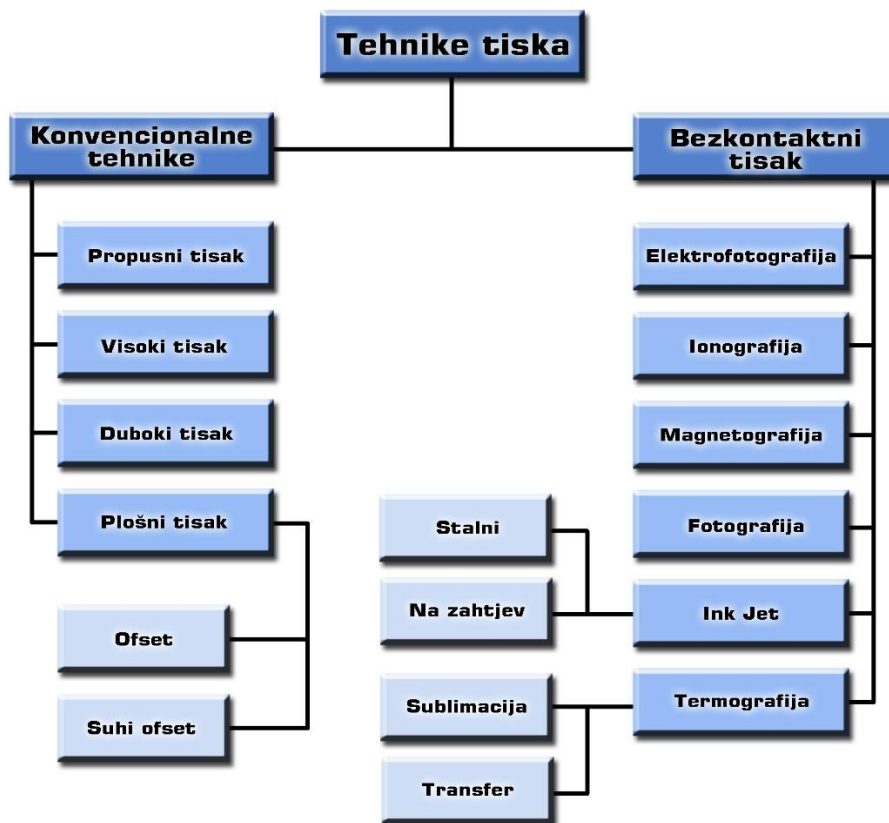 Tehnike tiska
Konvencionalne
tehnike
Propusni tisak
Visoki tisak
Duboki tisak
Plošni tisak
Ofset
Suhi ofset
Bezkontaktni
tisak
Elektrofotografija
Ionografija
Magnetografija
Fotografija
Ink Jet
Stalni
Na zahtjev
Termografija
Sublimacija
Transfer